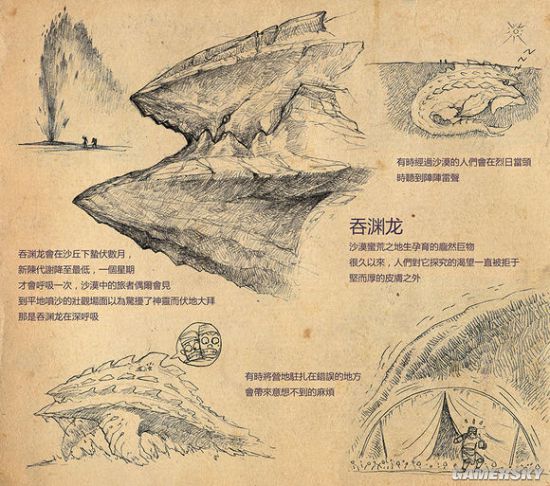 有時經過沙漠的人們會在烈日當頭
時聽到陣陣雷聲
吞渊龙
沙漠蠻荒之地生孕育的龐然巨物
很久以來，人們對它探究的渴望一直被拒于
堅而厚的皮膚之外
吞渊龙會在沙丘下蟄伏數月，
新陳代謝降至最低，一個星期
才會呼吸一次，沙漠中的旅者偶爾會見
到平地噴沙的壯觀場面以為驚擾了神靈而伏地大拜
那是吞渊龙在深呼吸
有時將營地駐扎在錯誤的地方
會帶來意想不到的麻煩
GAMERSKY